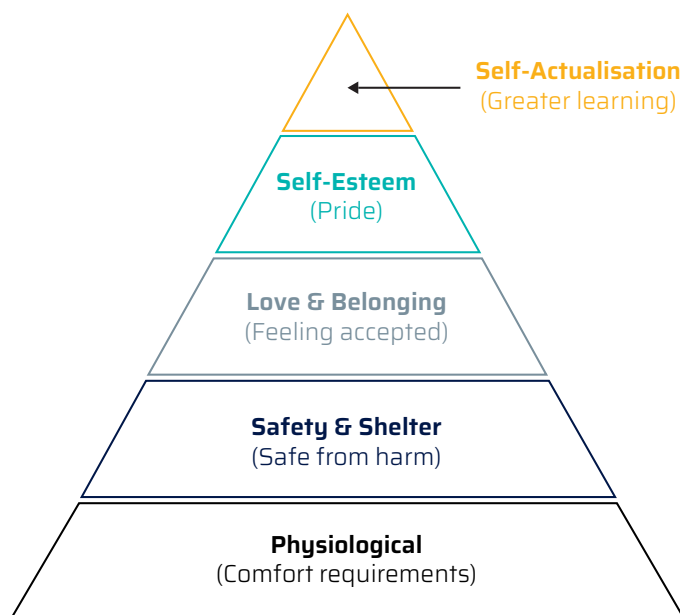 Self-Actualisation
(Greater learning)
Self-Esteem
(Pride)
Love & Belonging
(Feeling accepted)
Safety & Shelter
(Safe from harm)
Physiological
(Comfort requirements)